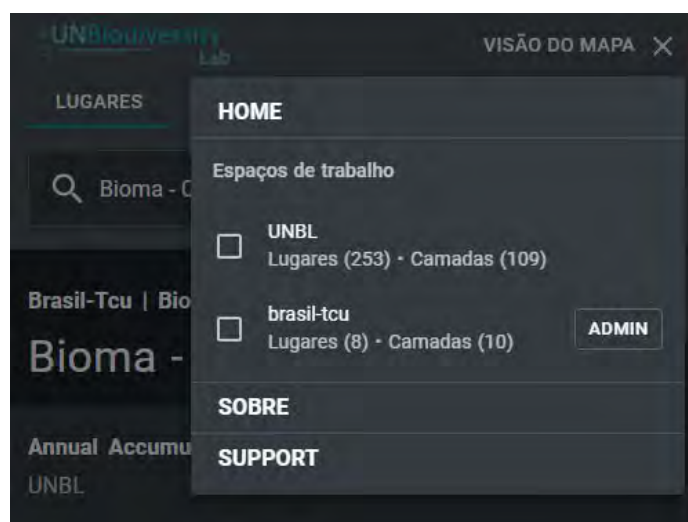 UNBiodiversity
Lab
VISÃO DO MAPA
LUGARES
HOME
Bioma - C
Espaços de trabalho
UNBL
Lugares (253) • Camadas (109)
brasil-tcu
Lugares (8) • Camadas (10)
ADMIN
Brasil-Tcu | Bio
Bioma -
SOBRE
Annual Accumu
UNBL
SUPPORT